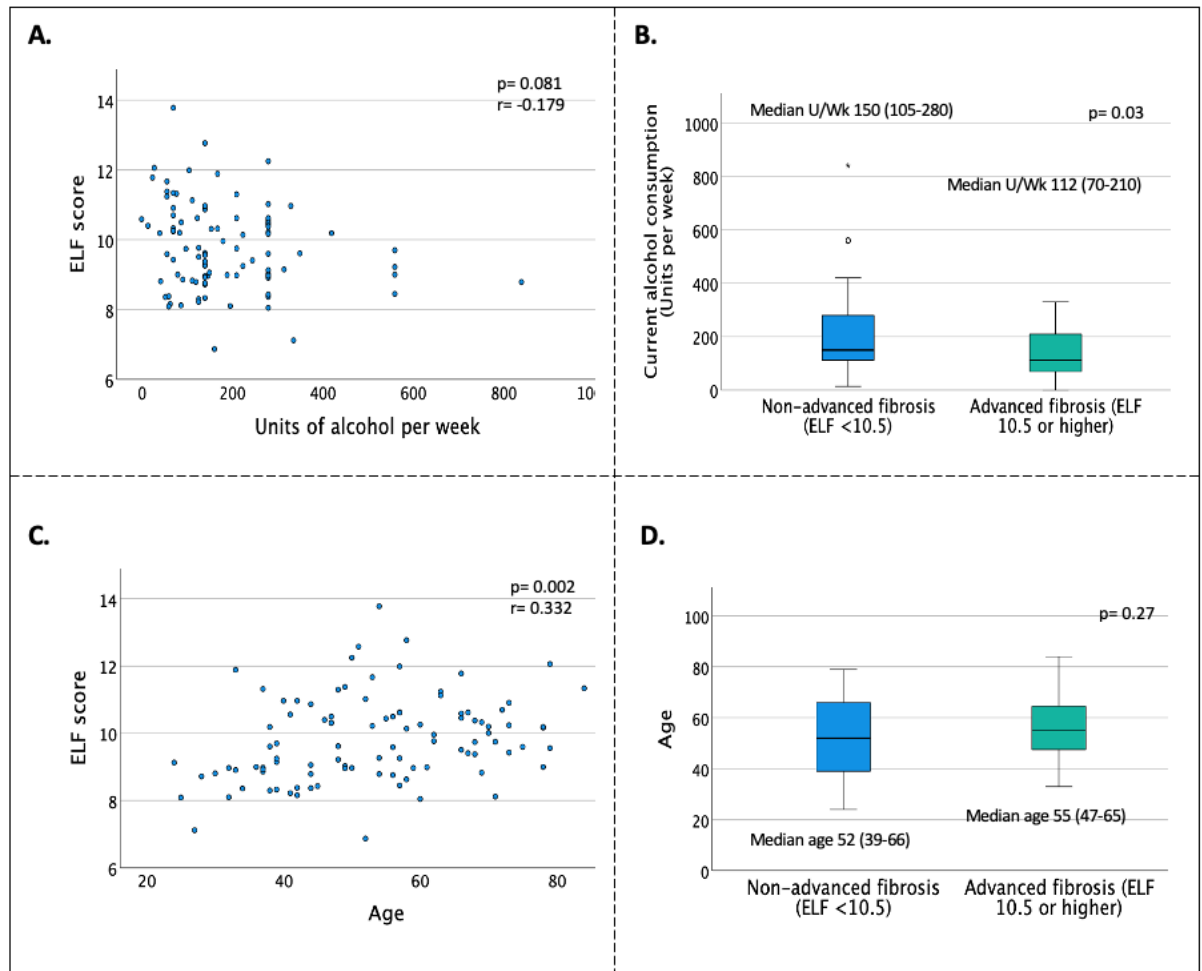 A.
p= 0.081
r= -0.179
14
12
10
8
6
ELF score
0
200
400
600
800
10
Units of alcohol per week
B.
Median U/Wk 150 (105-280)
p= 0.03
Median U/Wk 112 (70-210)
1000
800
600
400
200
0
Current alcohol consumption
(Units per week)
Non-advanced fibrosis
(ELF <10.5)
Advanced fibrosis (ELF
10.5 or higher)
C.
p= 0.002
r= 0.332
14
12
10
8
6
ELF score
20
40
60
80
Age
D.
p= 0.27
100
80
60
40
20
0
Age
Median age 52 (39-66)
Median age 55 (47-65)
Non-advanced fibrosis
(ELF <10.5)
Advanced fibrosis (ELF
10.5 or higher)